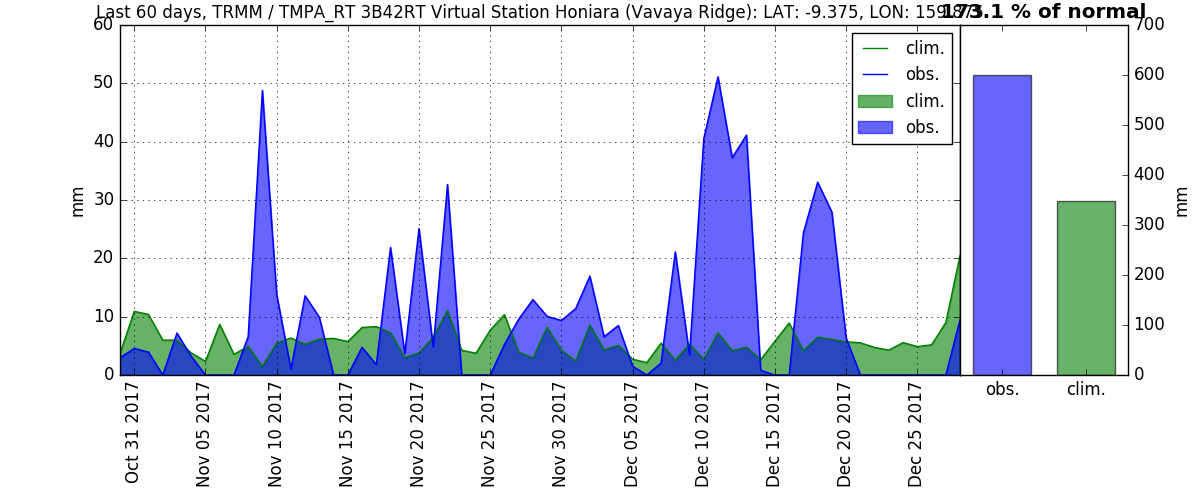 Last 60 days, TRMM / TMPA_RT 3B42RT Virtual Station Honiara (Vavaya Ridge): LAT: -9.375, LON:
173.1 % of normal
60
50
40
30
20
10
0
mm
clim.
obs.
clim.
obs.
Oct 31 2017
Nov 05 2017
Nov 10 2017
Nov 15 2017
Nov 20 2017
Nov 25 2017
Nov 30 2017
Dec 05 2017
Dec 10 2017
Dec 15 2017
Dec 20 2017
Dec 25 2017
700
600
500
400
300
200
100
0
mm
obs.
clim.